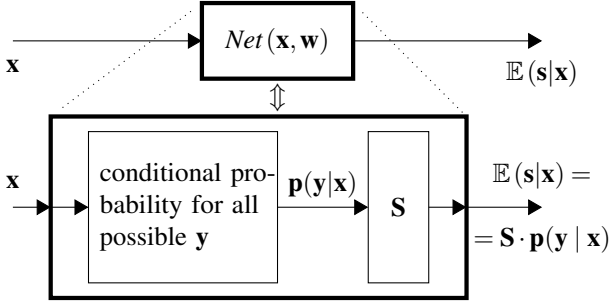 Net(x, w)
x
𝔼(s|x)
⇕
x
conditional pro-
bability for all
possible y
p(y|x)
S
𝔼(s|x) =
= S · p(y | x)